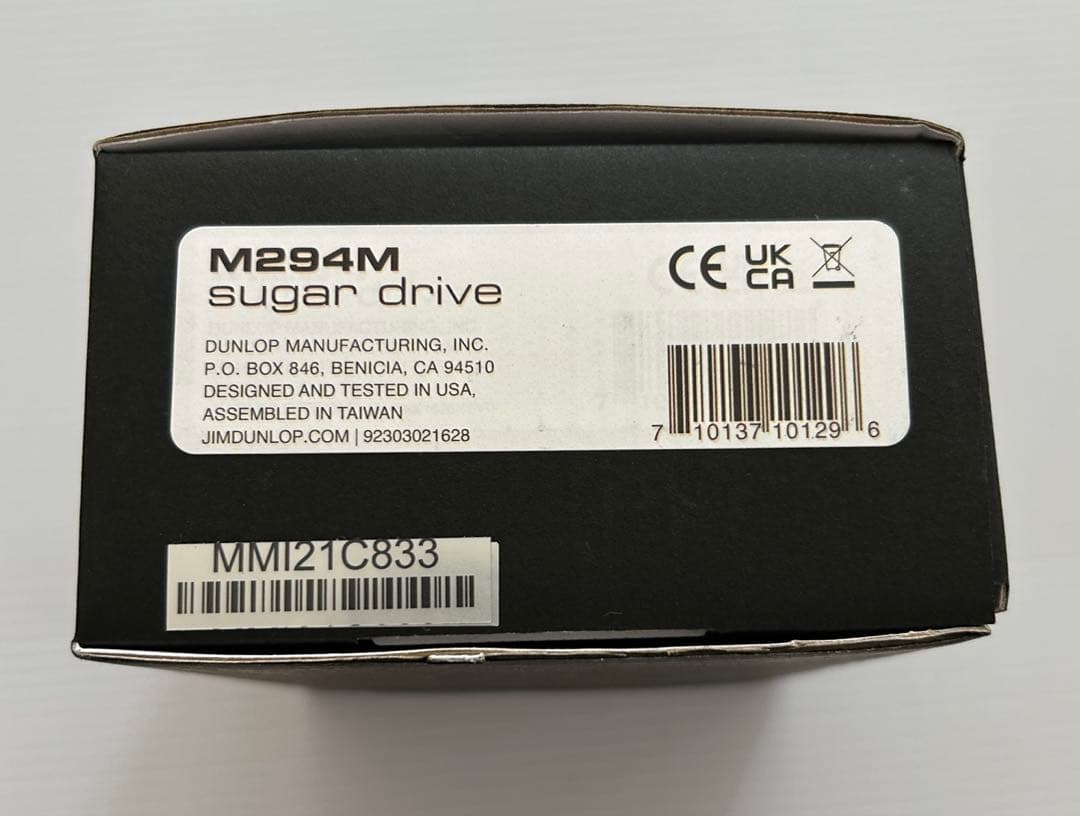 M294M
sugar drive
DUNLOP MANUFACTURING, INC.
P.O. BOX 846, BENICIA, CA 94510
DESIGNED AND TESTED IN USA,
ASSEMBLED IN TAIWAN
JIMDUNLOP.COM | 92303021628
CE UK CA
7 10137 10129 6
MMI21C833